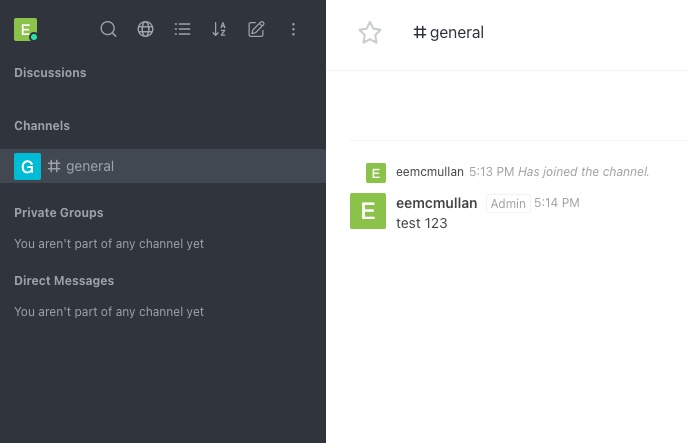 E
Discussions
Channels
G general
Private Groups
You aren't part of any channel yet
Direct Messages
You aren't part of any channel yet
# general
E eemcmullan 5:13 PM Has joined the channel.
E eemcmullan Admin 5:14 PM
test 123